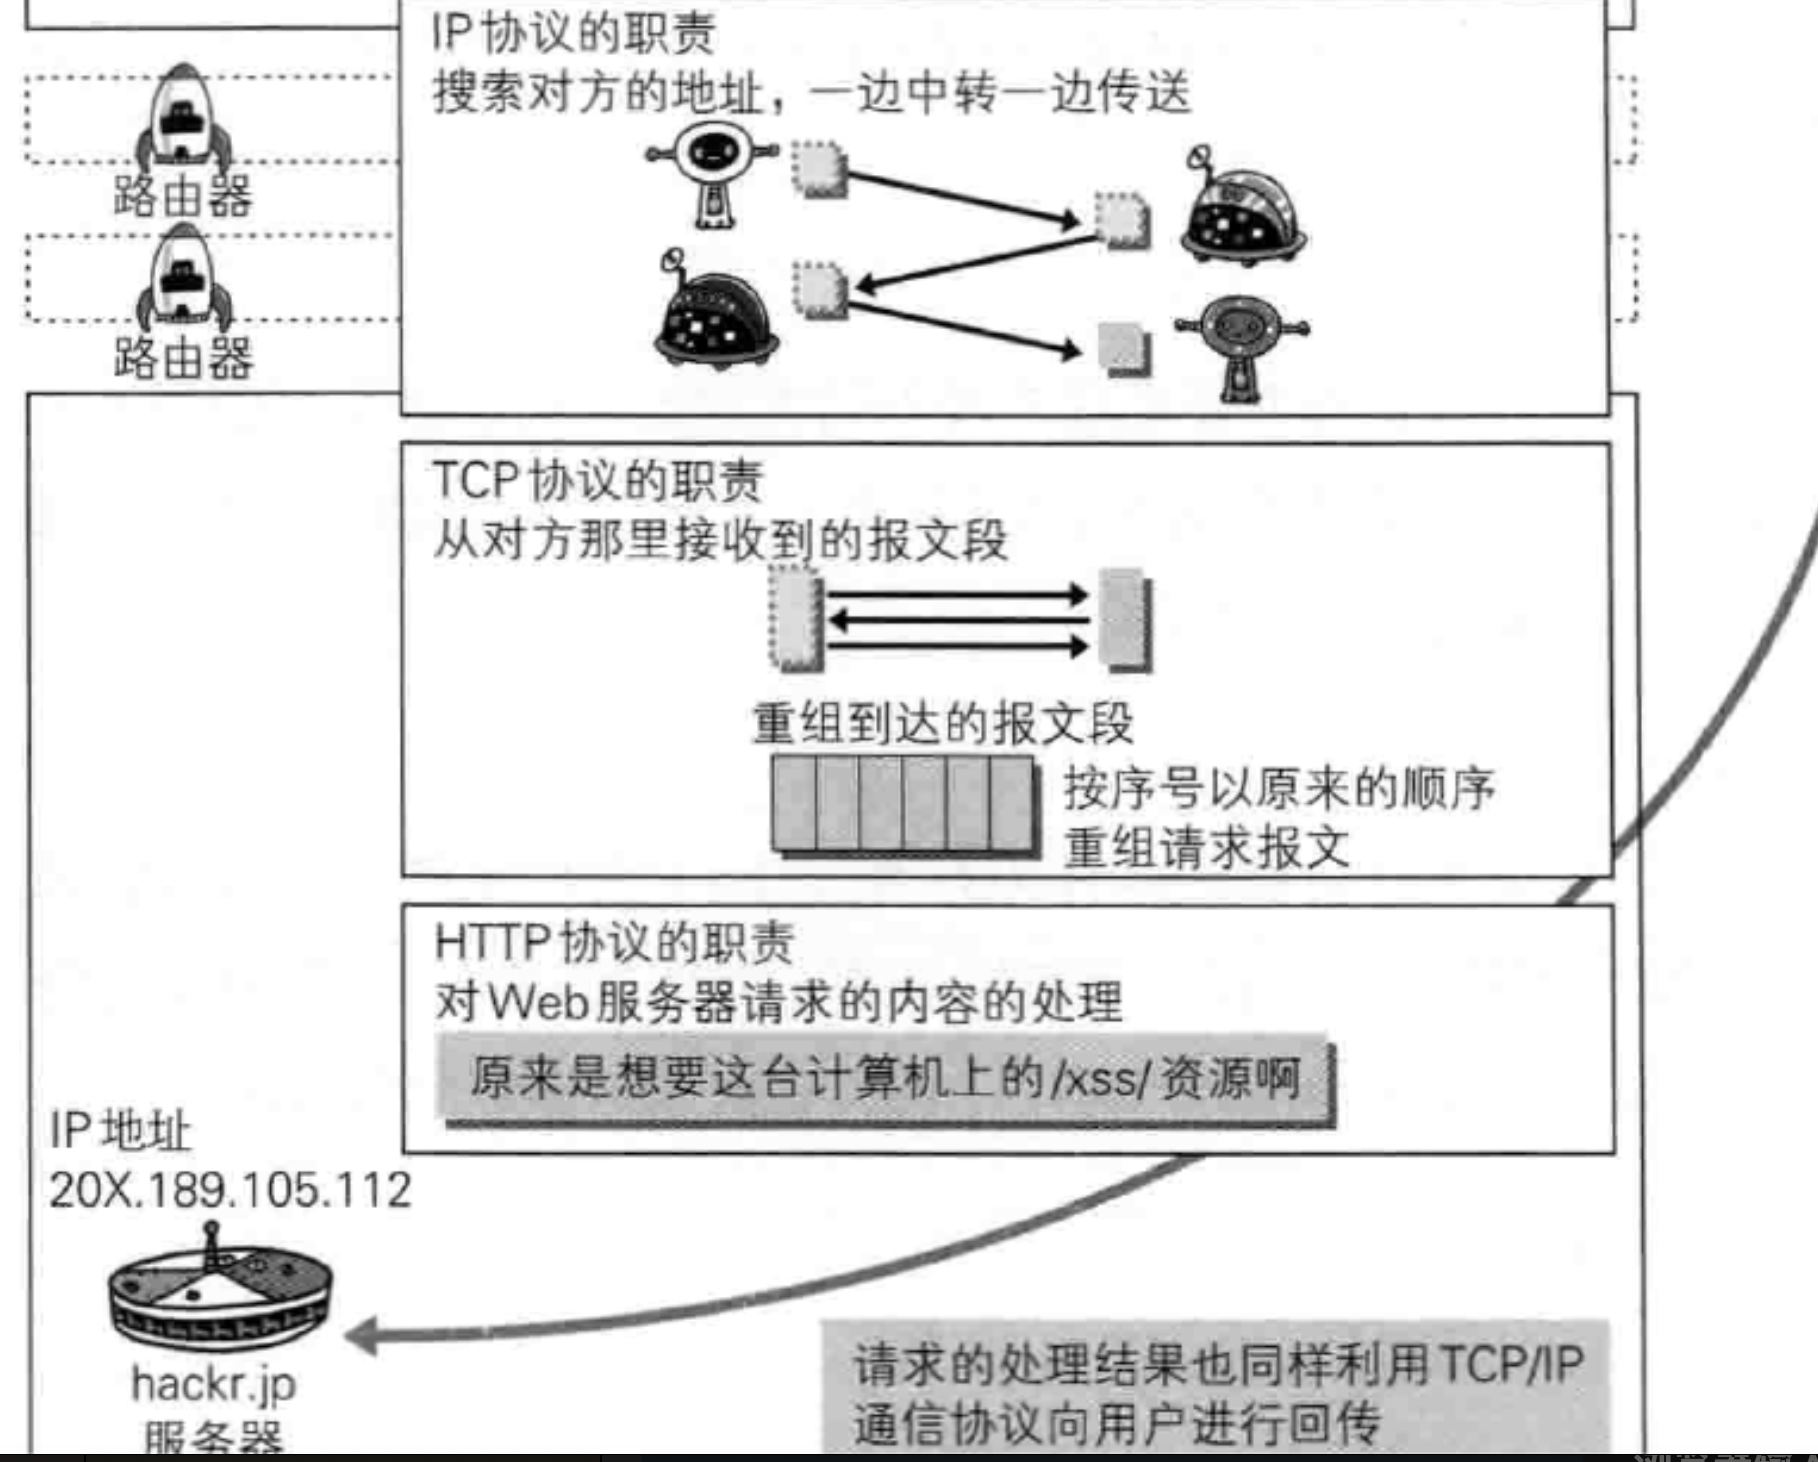 IP协议的职责
搜索对方的地址，一边中转一边传送
路由器
路由器
TCP协议的职责
从对方那里接收到的报文段
重组到达的报文段
按序号以原来的顺序
重组请求报文
HTTP协议的职责
对Web服务器请求的内容的处理
原来是想要这台计算机上的/xss/资源啊
IP地址
20X.189.105.112
hackr.jp
服务器
请求的处理结果也同样利用TCP/IP
通信协议向用户进行回传